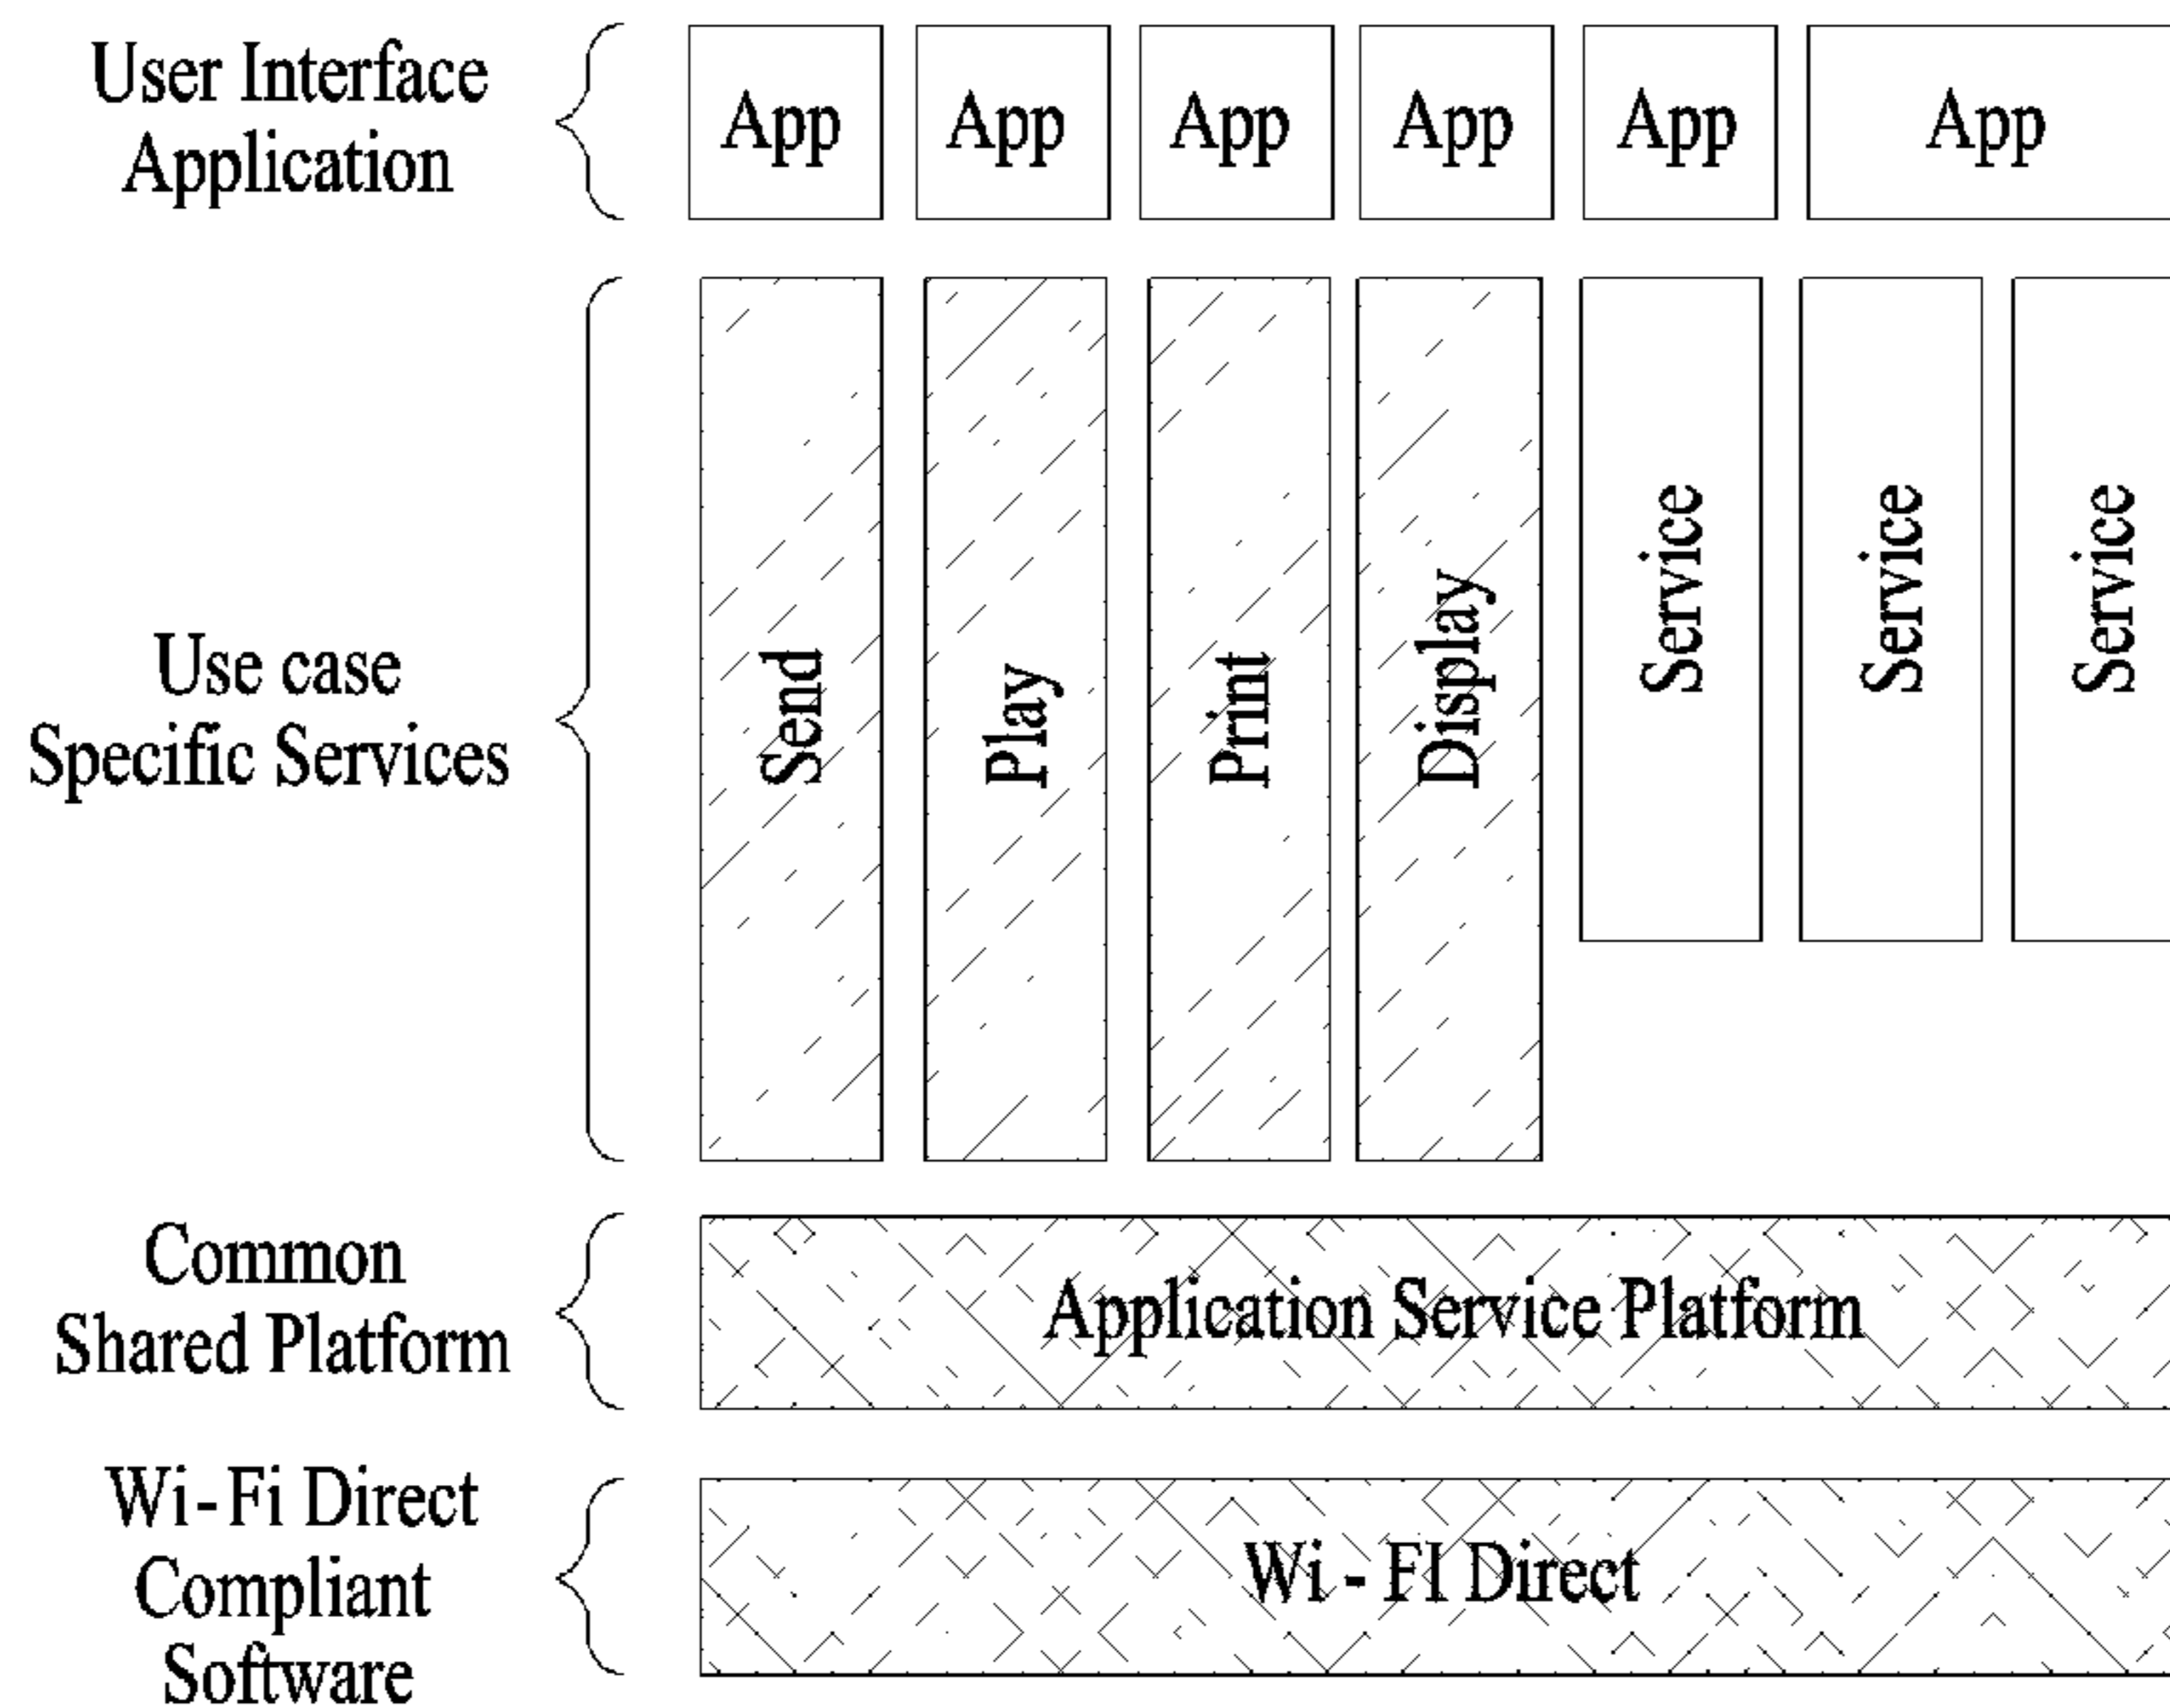 User Interface
Application
App App App App App App
Use case
Specific Services
Send Play Print Display Service Service Service
Common
Shared Platform
Application Service Platform
Wi-Fi Direct
Compliant
Software
Wi - FI Direct